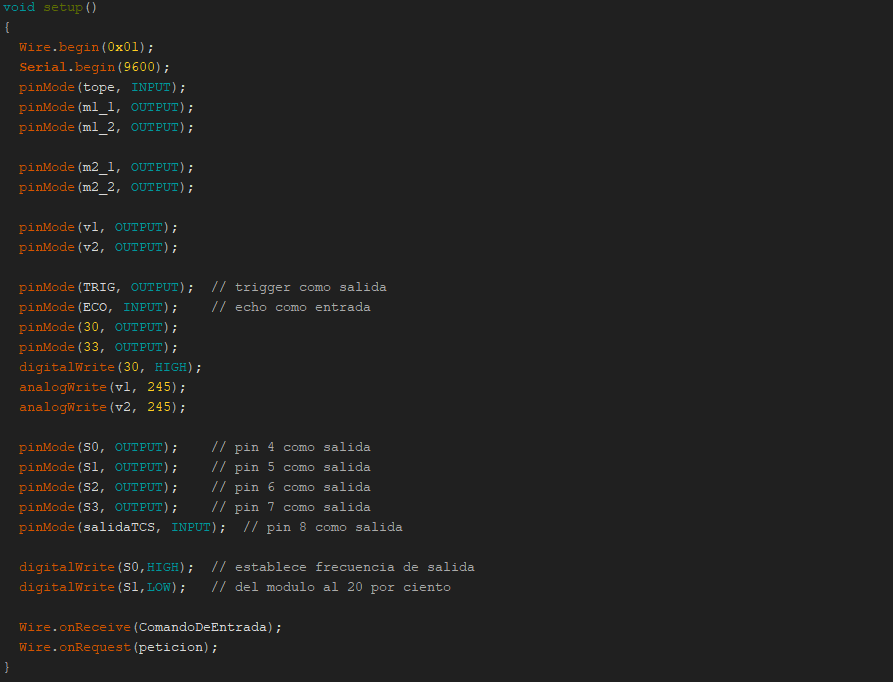 void setup()
{
  Wire.begin(0x01);
  Serial.begin(9600);
  pinMode(tope, INPUT);
  pinMode(m1_1, OUTPUT);
  pinMode(m1_2, OUTPUT);

  pinMode(m2_1, OUTPUT);
  pinMode(m2_2, OUTPUT);

  pinMode(v1, OUTPUT);
  pinMode(v2, OUTPUT);

  pinMode(TRIG, OUTPUT);  // trigger como salida
  pinMode(ECO, INPUT);    // echo como entrada
  pinMode(30, OUTPUT);
  pinMode(33, OUTPUT);
  digitalWrite(30, HIGH);
  analogWrite(v1, 245);
  analogWrite(v2, 245);

  pinMode(S0, OUTPUT);    // pin 4 como salida
  pinMode(S1, OUTPUT);    // pin 5 como salida
  pinMode(S2, OUTPUT);    // pin 6 como salida
  pinMode(S3, OUTPUT);    // pin 7 como salida
  pinMode(salidaTCS, INPUT);  // pin 8 como salida

  digitalWrite(S0,HIGH);  // establece frecuencia de salida
  digitalWrite(S1,LOW);   // del modulo al 20 por ciento

  Wire.onReceive(ComandoDeEntrada);
  Wire.onRequest(peticion);
}